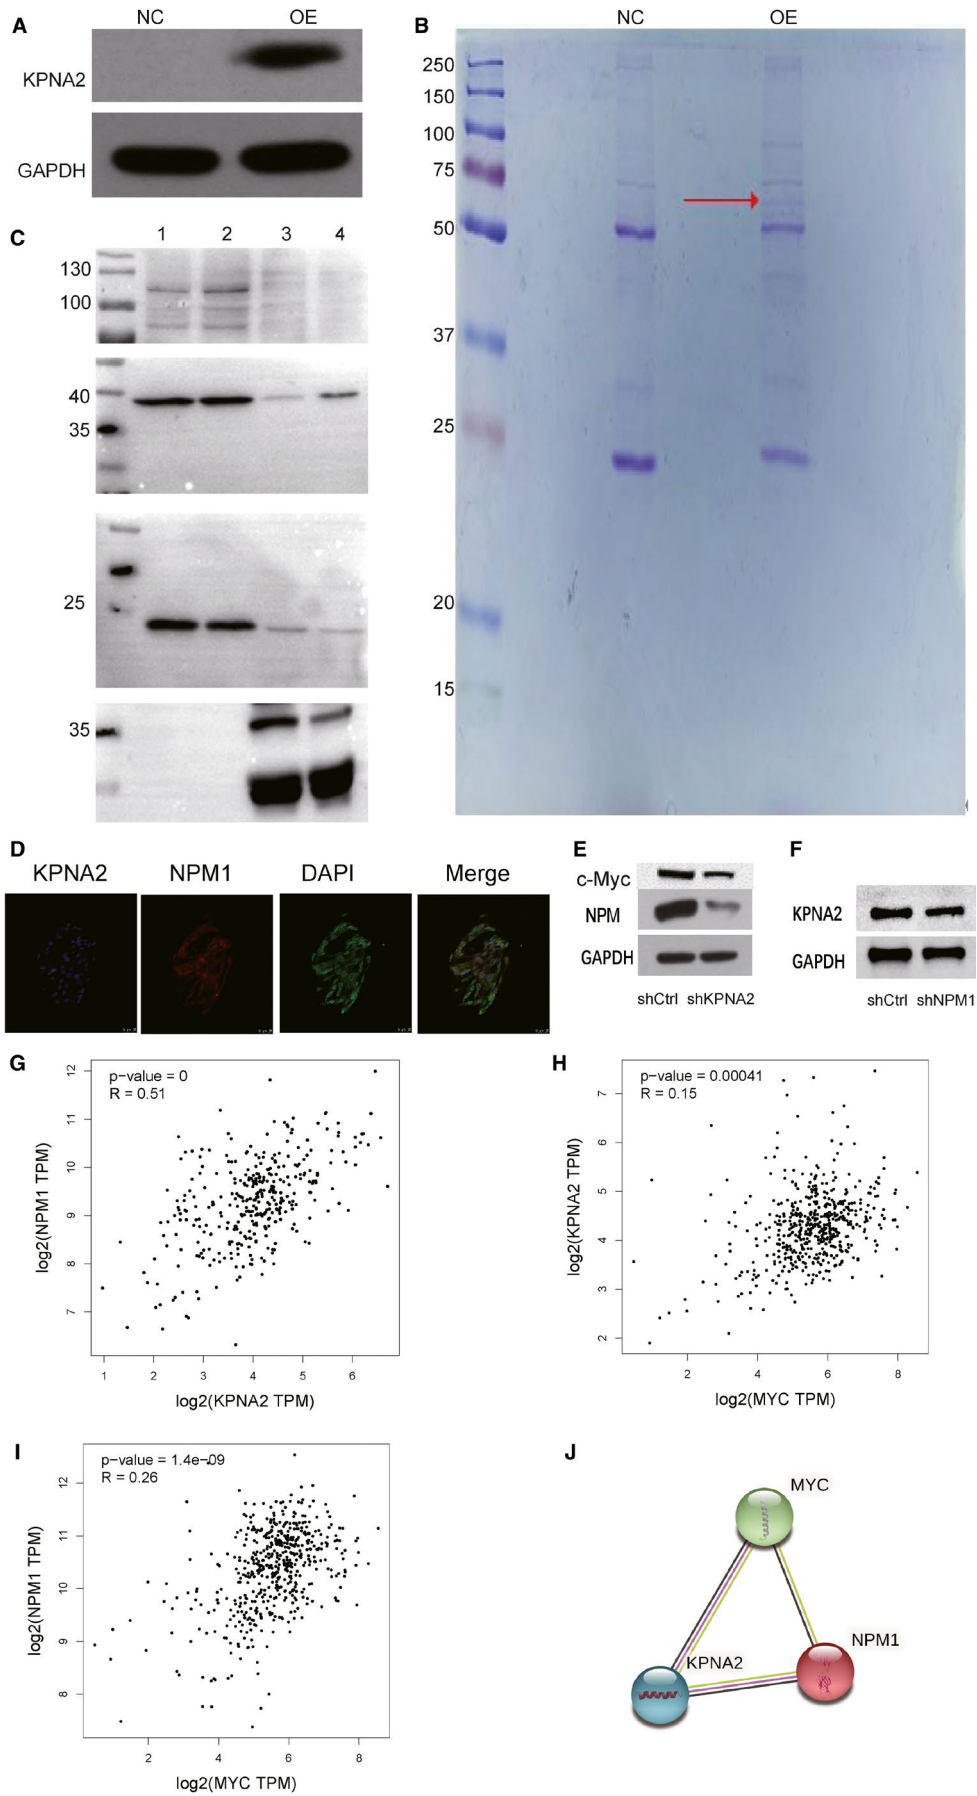 A
NC OE
KPNA2
GAPDH
B
NC OE
250
150
100
75
50
37
25
20
15
C
1 2 3 4
130
100
40
35
25
35
D
KPNA2 NPM1 DAPI Merge
E
c-Myc
NPM
GAPDH
shCtrl shKPNA2
F
KPNA2
GAPDH
shCtrl shNPM1
G
p-value = 0
R = 0.51
log2(NPM1 TPM)
12
11
10
9
8
7
1 2 3 4 5 6
log2(KPNA2 TPM)
H
p-value = 0.00041
R = 0.15
log2(KPNA2 TPM)
7
6
5
4
3
2
2 4 6 8
log2(MYC TPM)
I
p-value = 1.4e-09
R = 0.26
log2(NPM1 TPM)
12
11
10
9
8
2 4 6 8
log2(MYC TPM)
J
MYC
NPM1
KPNA2